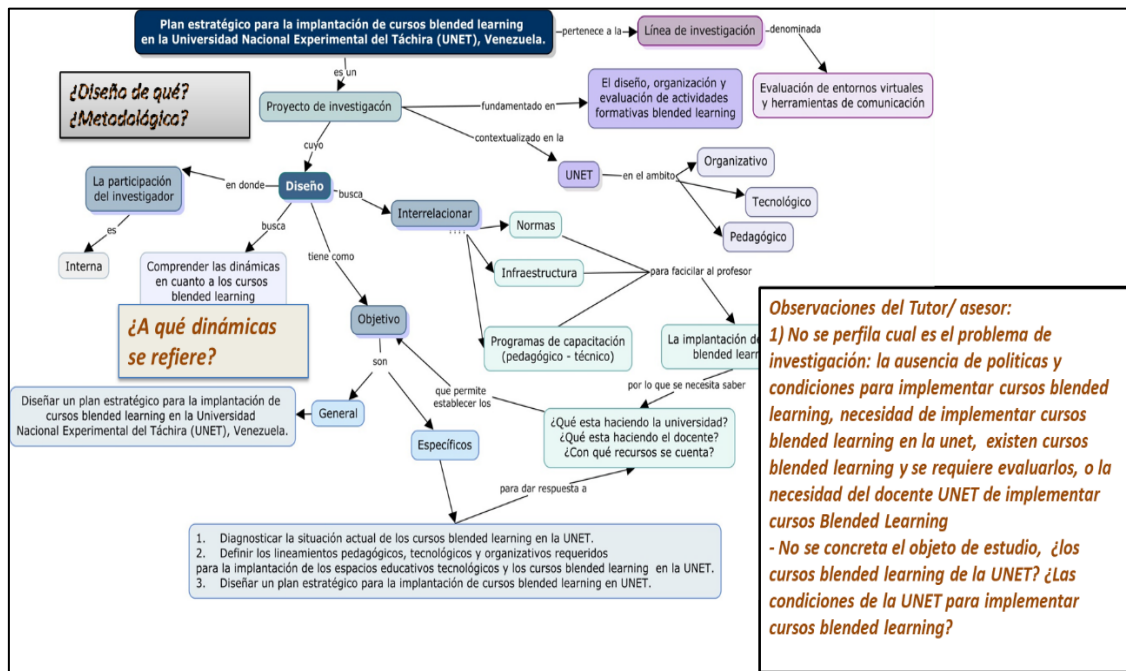 Plan estratégico para la implantación de cursos blended learning
en la Universidad Nacional Experimental del Táchira (UNET), Venezuela.
pertenece a la
Línea de investigación
denominada
Evaluación de entornos virtuales
y herramientas de comunicación
es un
¿Diseño de qué?
¿Metodológico?
Proyecto de investigacón
fundamentado en
El diseño, organización y
evaluación de actividades
formativas blended learning
contextualizado en la
UNET
en el ambito
Organizativo
Tecnológico
Pedagógico
cuyo
La participación
del investigador
en donde
Diseño
busca
Interrelacionar
es
Interna
busca
Comprender las dinámicas
en cuanto a los cursos
blended learning
¿A qué dinámicas
se refiere?
tiene como
Normas
Infraestructura
Programas de capacitación
(pedagógico - técnico)
para facicilar al profesor
La implantación de
blended lear
Objetivo
son
General
Diseñar un plan estratégico para la implantación de
cursos blended learning en la Universidad
Nacional Experimental del Táchira (UNET), Venezuela.
Específicos
que permite
establecer los
por lo que se necesita saber
¿Qué esta haciendo la universidad?
¿Qué esta haciendo el docente?
¿Con qué recursos se cuenta?
para dar respuesta a
1. Diagnosticar la situación actual de los cursos blended learning en la UNET.
2. Definir los lineamientos pedagógicos, tecnológicos y organizativos requeridos
para la implantación de los espacios educativos tecnológicos y los cursos blended learning en la UNET.
3. Diseñar un plan estratégico para la implantación de cursos blended learning en UNET.
Observaciones del Tutor/ asesor:
1) No se perfila cual es el problema de
investigación: la ausencia de politicas y
condiciones para implementar cursos blended
learning, necesidad de implementar cursos
blended learning en la unet, existen cursos
blended learning y se requiere evaluarlos, o la
necesidad del docente UNET de implementar
cursos Blended Learning
- No se concreta el objeto de estudio, ¿los
cursos blended learning de la UNET? ¿Las
condiciones de la UNET para implementar
cursos blended learning?